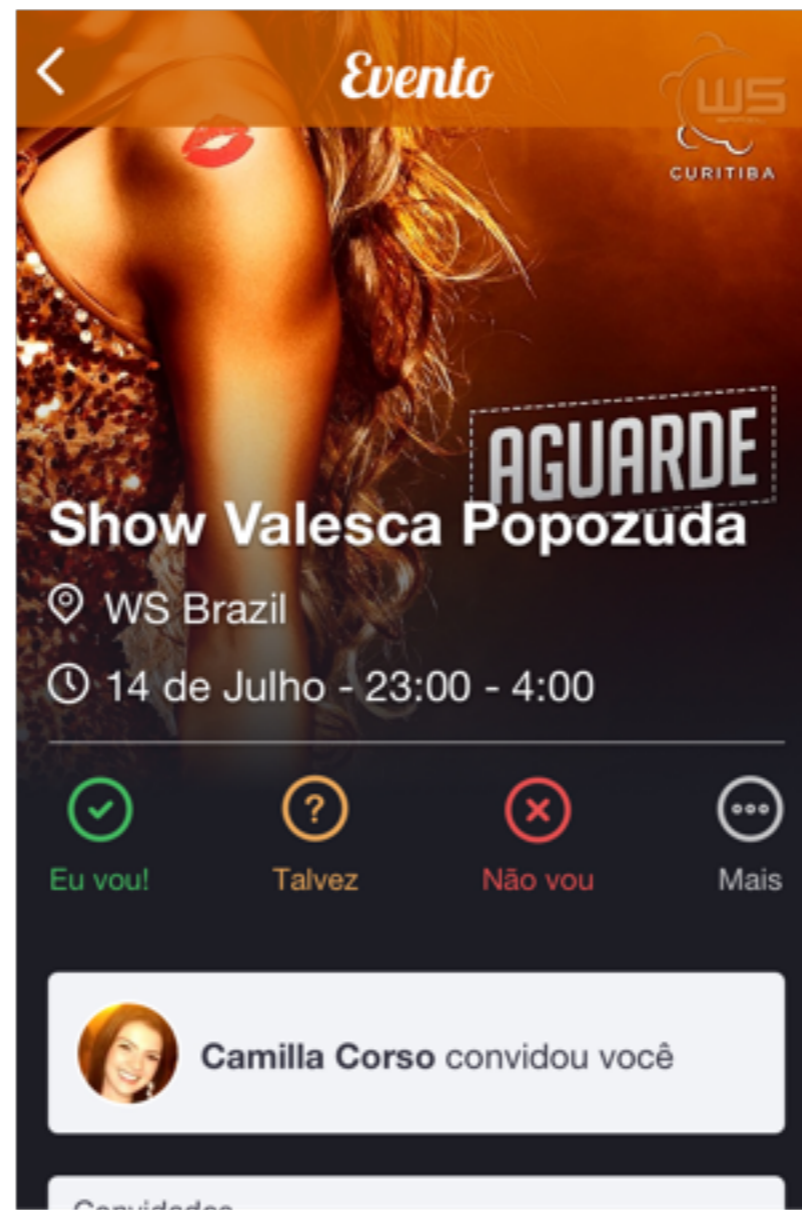 Evento
WS
CURITIBA
AGUARDE
Show Valesca Popozuda
WS Brazil
14 de Julho - 23:00 - 4:00
Eu vou!
Talvez
Não vou
Mais
Camilla Corso convidou você
Convidados